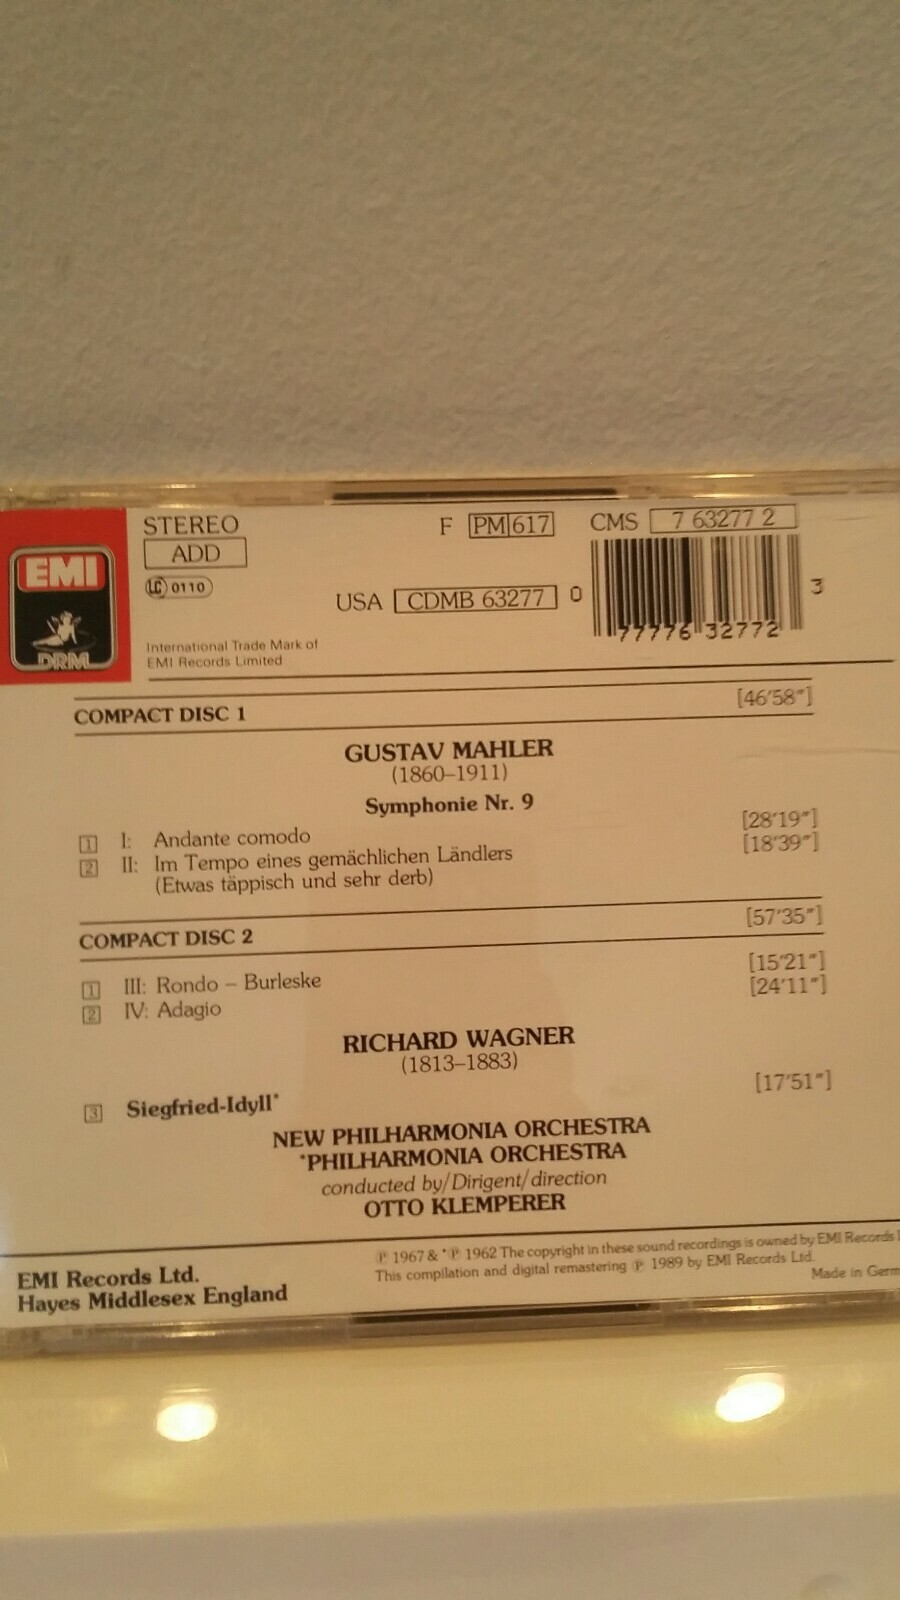 EMI
DRM
STEREO
ADD
LC 0110
International Trade Mark of
EMI Records Limited
F PM 617
CMS 7 63277 2
USA CDMB 63277
0 77776 32772 3
COMPACT DISC 1 [46'58"]
GUSTAV MAHLER
(1860–1911)
Symphonie Nr. 9
1 I: Andante comodo [28'19"]
2 II: Im Tempo eines gemächlichen Ländlers [18'39"]
(Etwas täppisch und sehr derb)
COMPACT DISC 2 [57'35"]
1 III: Rondo – Burleske [15'21"]
2 IV: Adagio [24'11"]
RICHARD WAGNER
(1813–1883)
3 Siegfried-Idyll* [17'51"]
NEW PHILHARMONIA ORCHESTRA
*PHILHARMONIA ORCHESTRA
conducted by/Dirigent/direction
OTTO KLEMPERER
EMI Records Ltd.
Hayes Middlesex England
℗ 1967 & *℗ 1962 The copyright in these sound recordings is owned by EMI Records
This compilation and digital remastering ℗ 1989 by EMI Records Ltd.
Made in Germ